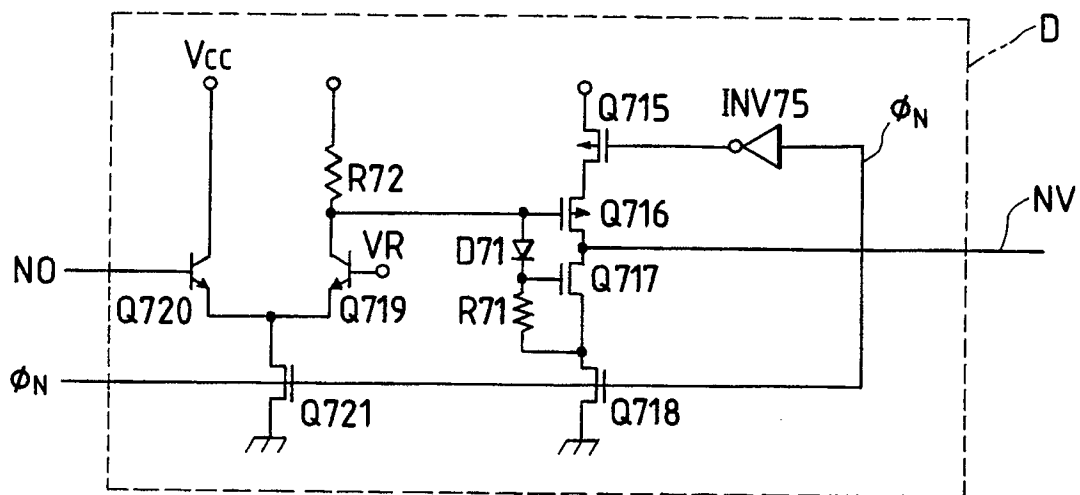 D
Vcc
Q715
INV75
φN
R72
Q716
NV
VR
D71
NO
Q717
Q720
Q719
R71
φN
Q721
Q718